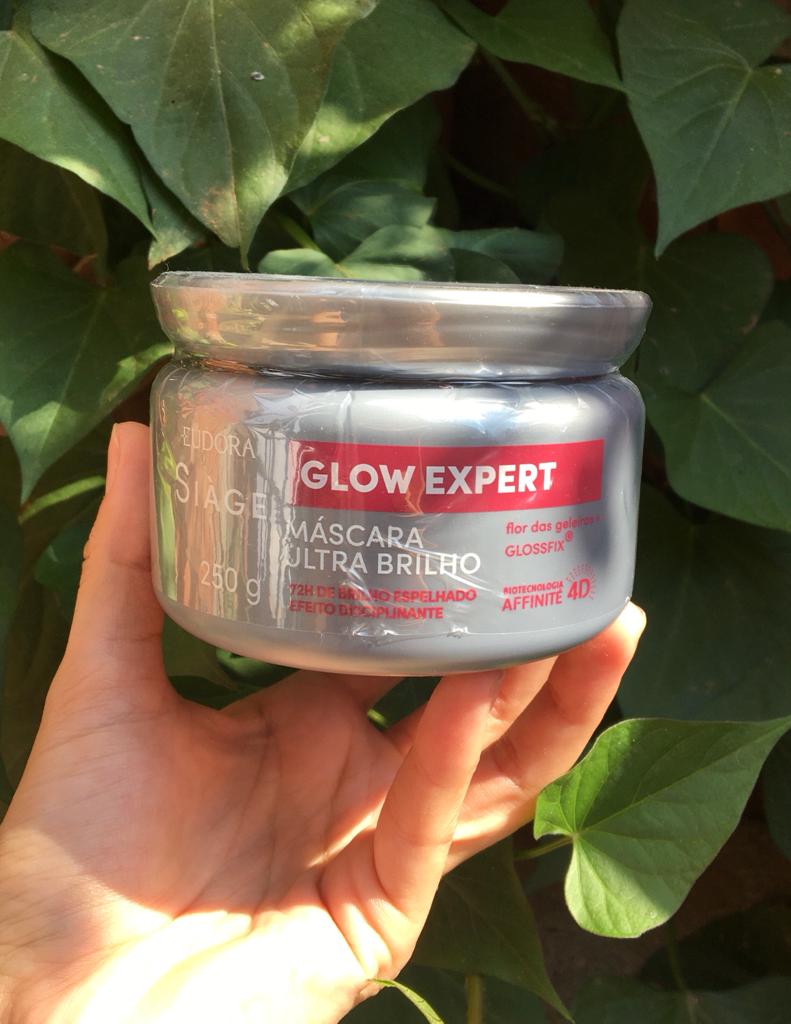 EUDORA
SIÀGE
250 g
GLOW EXPERT
MÁSCARA
ULTRA BRILHO
72H DE BRILHO ESPELHADO
EFEITO DISCIPLINANTE
flor das geleiras +
GLOSSFIX®
BIOTECNOLOGIA
AFFINITÉ 4D